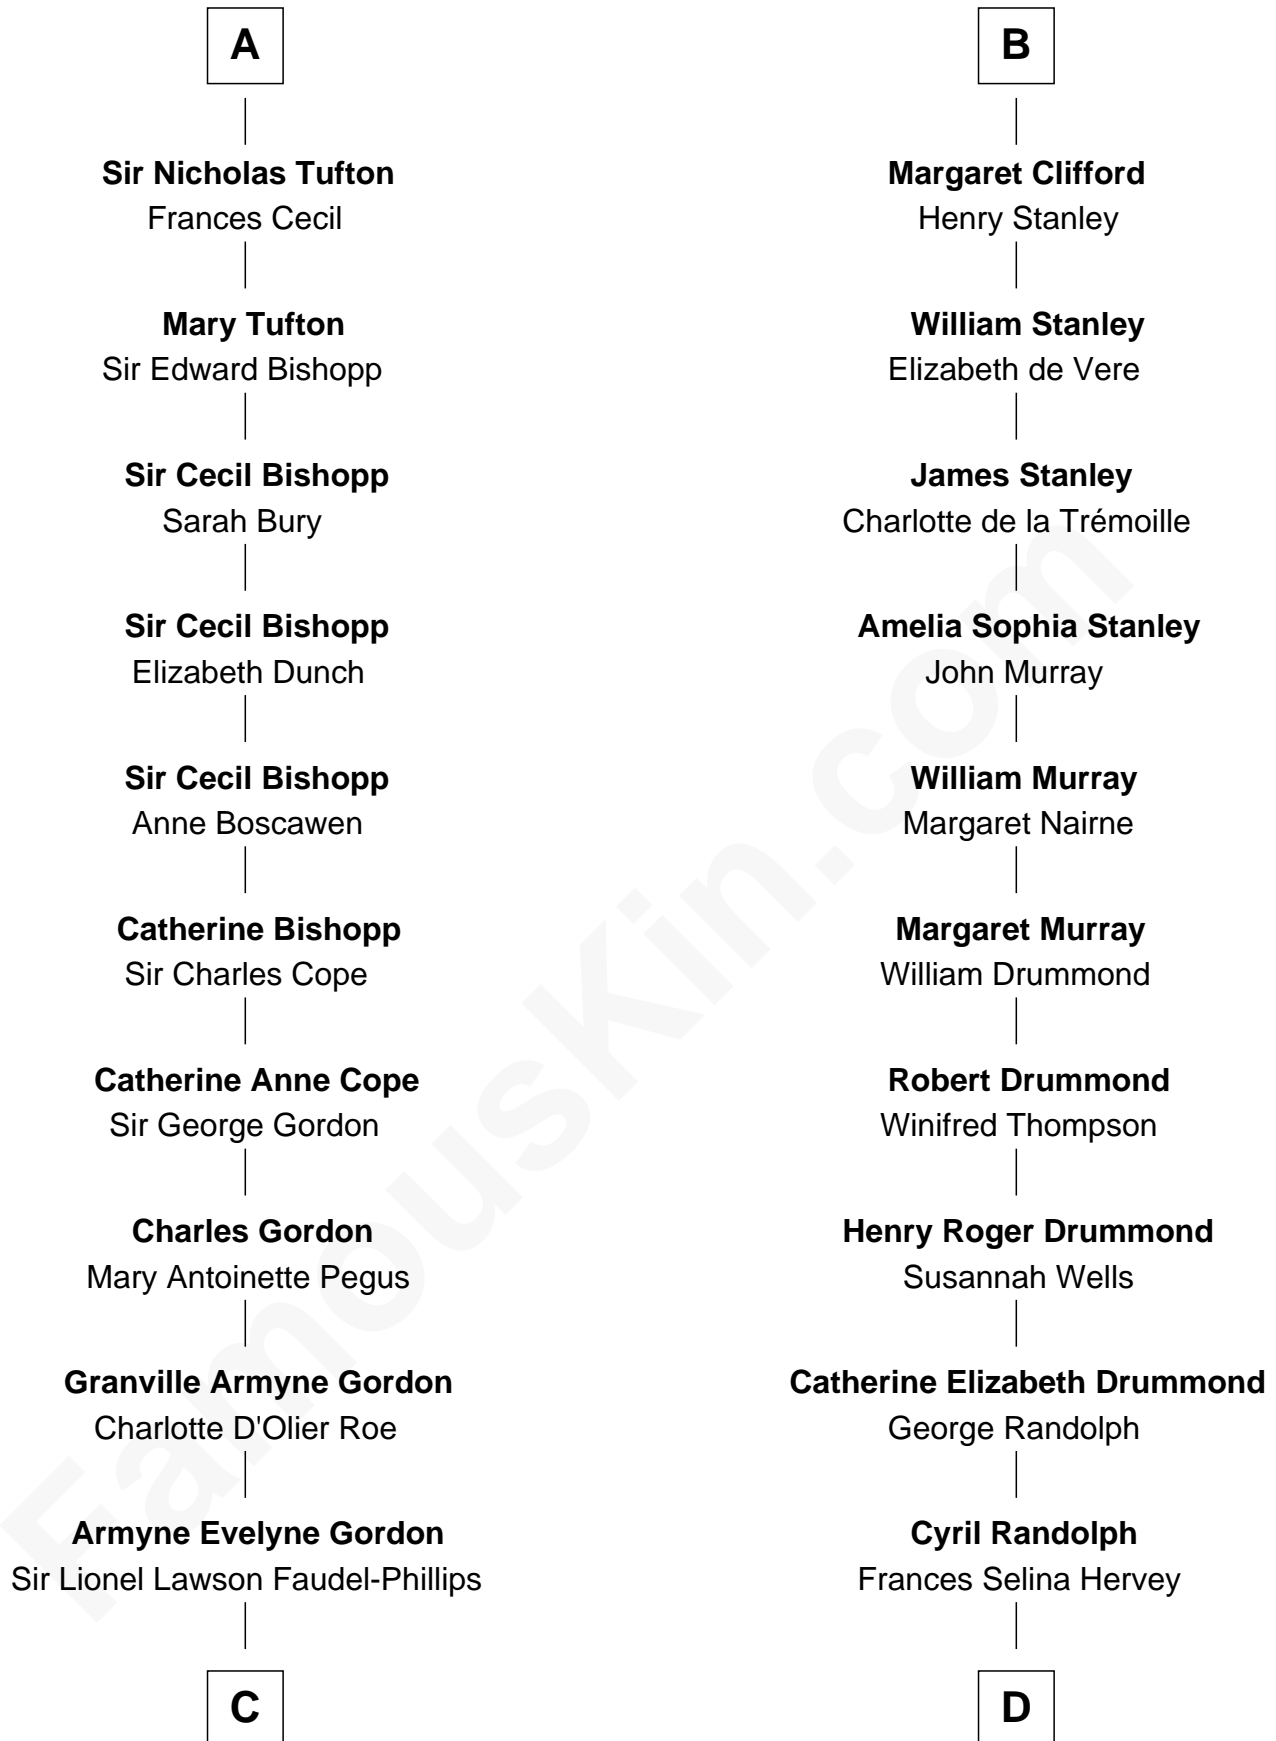 A
Sir Nicholas Tufton
Frances Cecil
Mary Tufton
Sir Edward Bishopp
Sir Cecil Bishopp
Sarah Bury
Sir Cecil Bishopp
Elizabeth Dunch
Sir Cecil Bishopp
Anne Boscawen
Catherine Bishopp
Sir Charles Cope
Catherine Anne Cope
Sir George Gordon
Charles Gordon
Mary Antoinette Pegus
Granville Armyne Gordon
Charlotte D'Olier Roe
Armyne Evelyne Gordon
Sir Lionel Lawson Faudel-Phillips
C
B
Margaret Clifford
Henry Stanley
William Stanley
Elizabeth de Vere
James Stanley
Charlotte de la Trémoille
Amelia Sophia Stanley
John Murray
William Murray
Margaret Nairne
Margaret Murray
William Drummond
Robert Drummond
Winifred Thompson
Henry Roger Drummond
Susannah Wells
Catherine Elizabeth Drummond
George Randolph
Cyril Randolph
Frances Selina Hervey
D
FamousKin.com